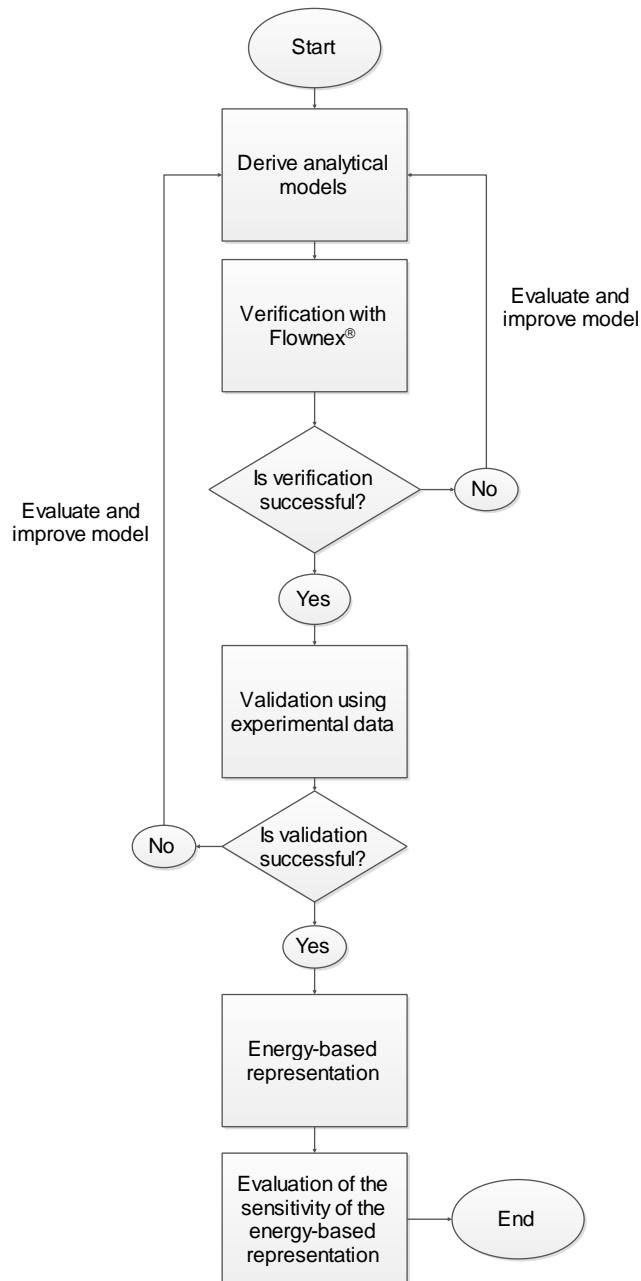 Start
Derive analytical
models
Verification with
Flownex®
Evaluate and
improve model
Is verification
successful?
No
Evaluate and
improve model
Yes
Validation using
experimental data
Is validation
successful?
No
Yes
Energy-based
representation
Evaluation of the
sensitivity of the
energy-based
representation
End